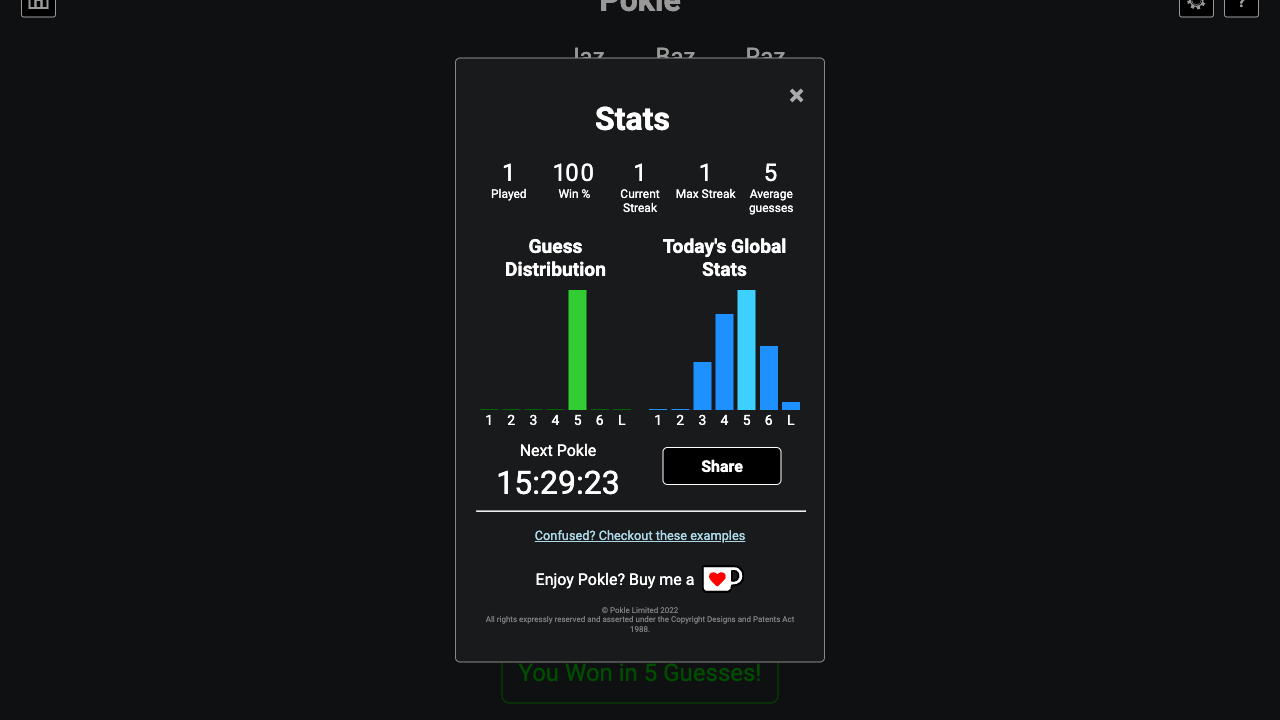 Pokle
?
Jaz Baz Raz
×
Stats
1 100 1 1 5
Played Win % Current Streak Max Streak Average guesses
Guess Distribution
Today's Global Stats
1 2 3 4 5 6 L
1 2 3 4 5 6 L
Next Pokle
15:29:23
Share
Confused? Checkout these examples
Enjoy Pokle? Buy me a
© Pokle Limited 2022
All rights expressly reserved and asserted under the Copyright Designs and Patents Act
1988.
You Won in 5 Guesses!